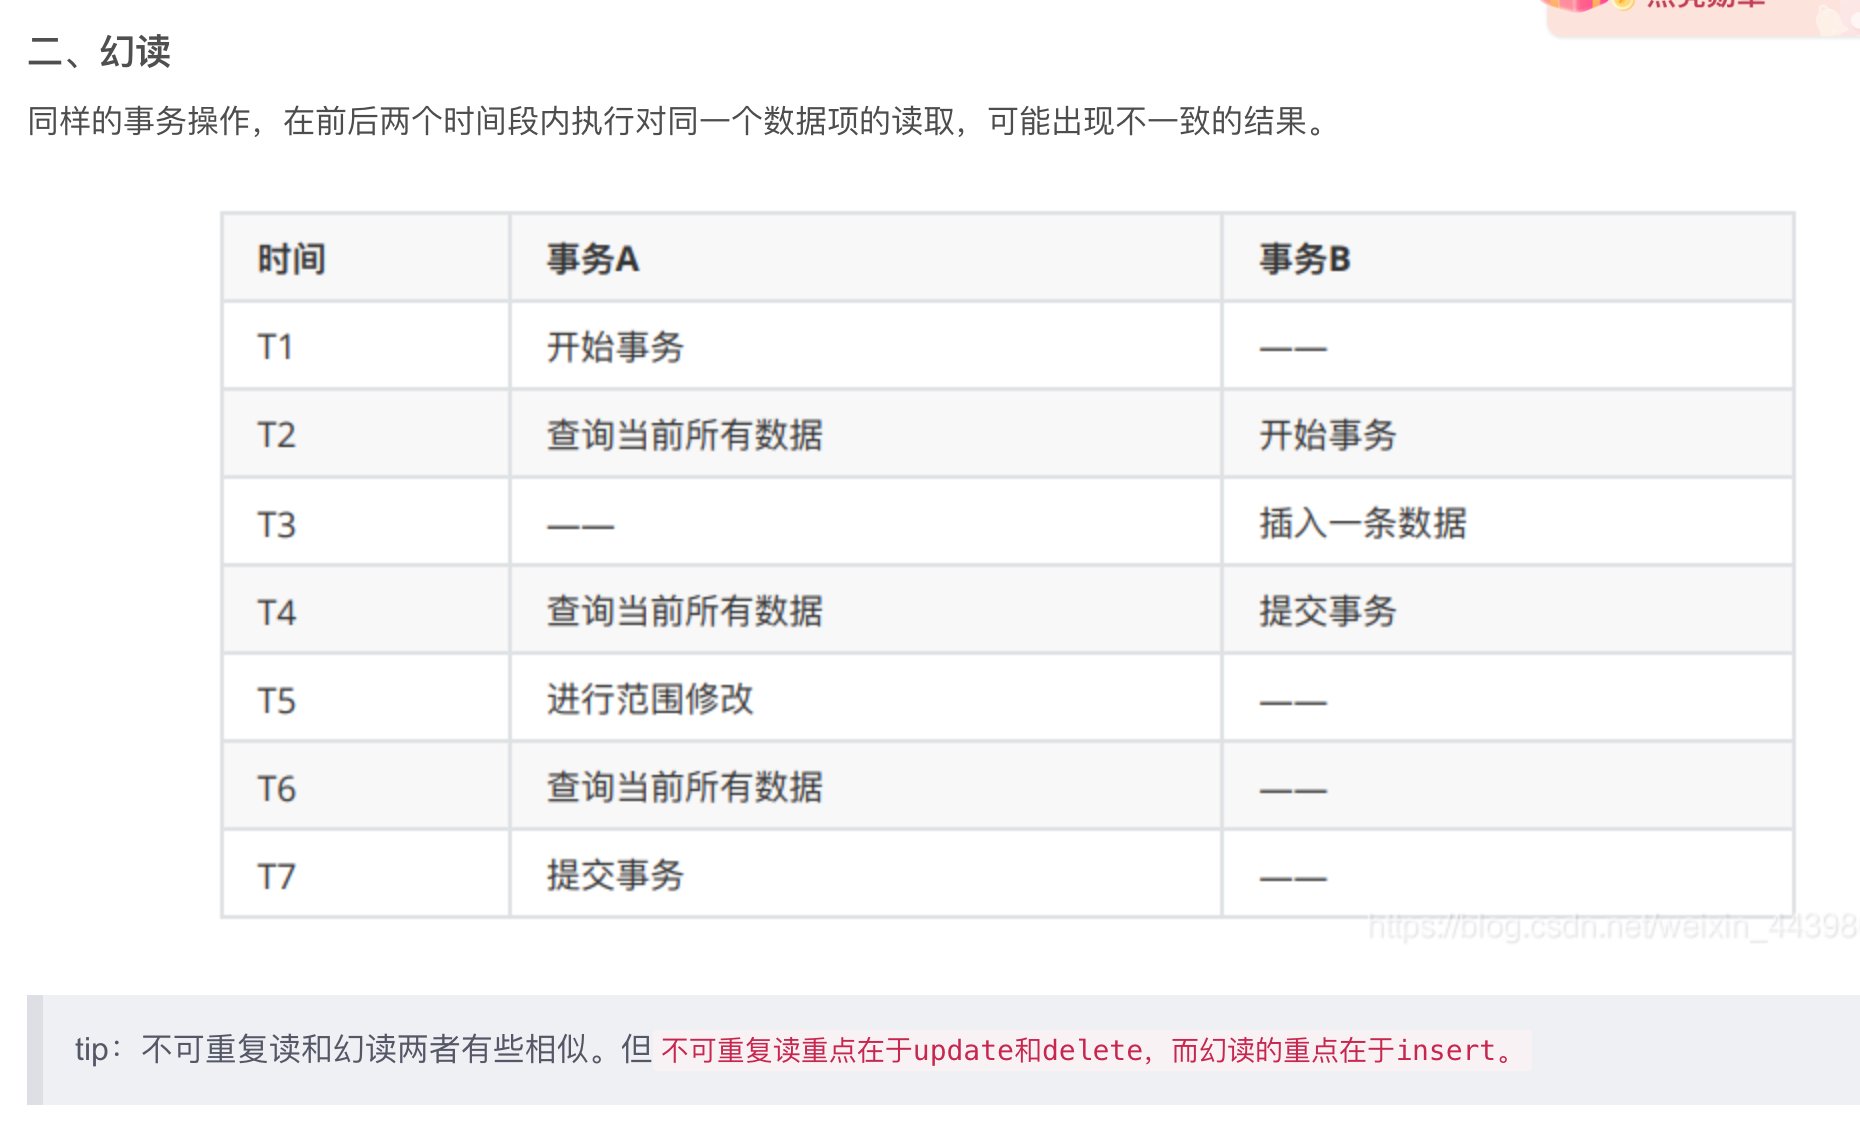 二、幻读
同样的事务操作，在前后两个时间段内执行对同一个数据项的读取，可能出现不一致的结果。
时间 事务A 事务B
T1 开始事务 ——
T2 查询当前所有数据 开始事务
T3 —— 插入一条数据
T4 查询当前所有数据 提交事务
T5 进行范围修改 ——
T6 查询当前所有数据 ——
T7 提交事务 ——
https://blog.csdn.net/weixin_44398
tip：不可重复读和幻读两者有些相似。但 不可重复读重点在于update和delete，而幻读的重点在于insert。